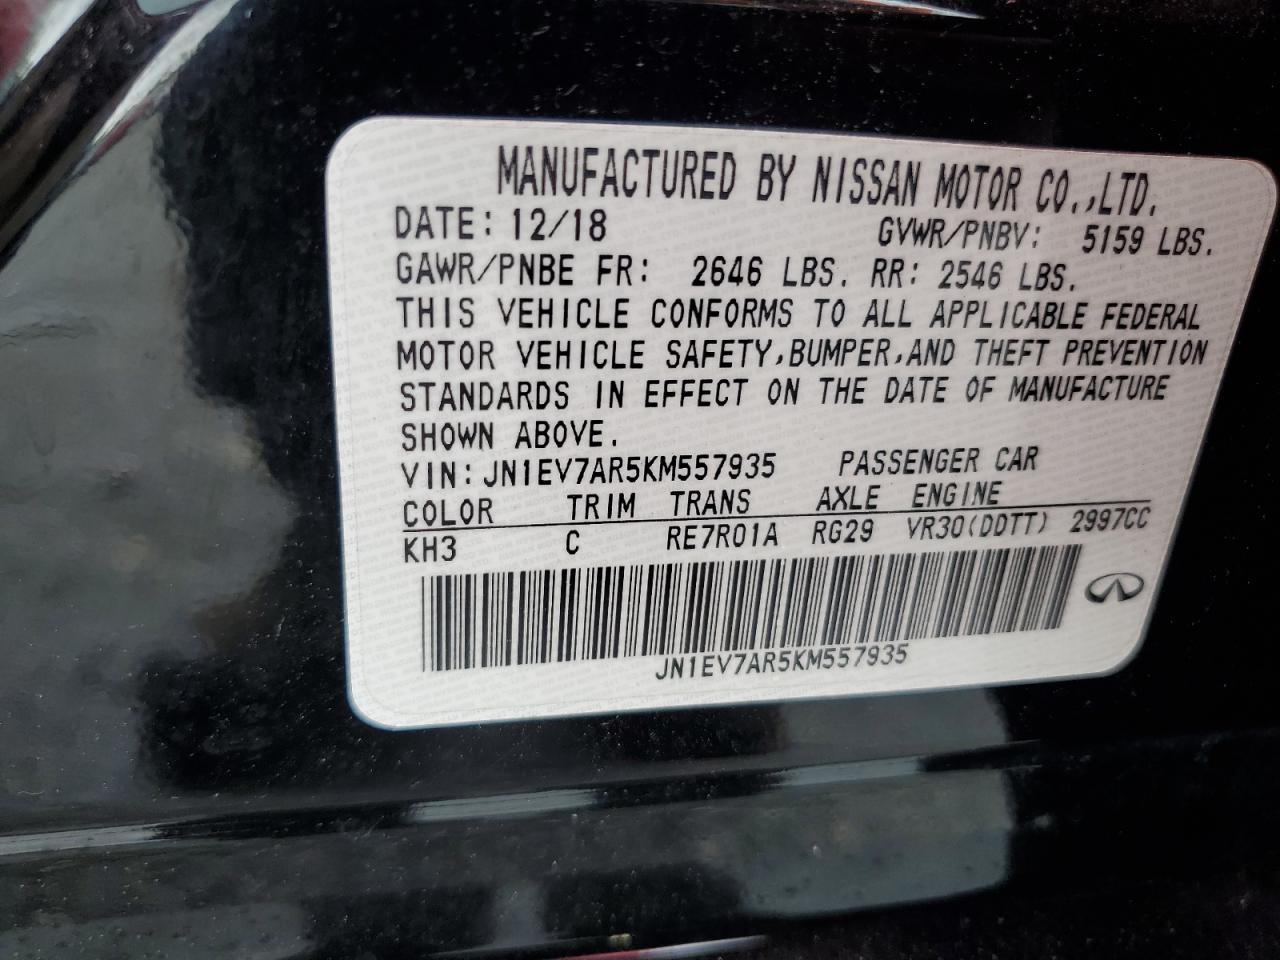 MANUFACTURED BY NISSAN MOTOR CO.,LTD.
DATE: 12/18 GVWR/PNBV: 5159 LBS.
GAWR/PNBE FR: 2646 LBS. RR: 2546 LBS.
THIS VEHICLE CONFORMS TO ALL APPLICABLE FEDERAL
MOTOR VEHICLE SAFETY,BUMPER,AND THEFT PREVENTION
STANDARDS IN EFFECT ON THE DATE OF MANUFACTURE
SHOWN ABOVE.
VIN: JN1EV7AR5KM557935 PASSENGER CAR
COLOR TRIM TRANS AXLE ENGINE
KH3 C RE7R01A RG29 VR30(DDTT) 2997CC
JN1EV7AR5KM557935